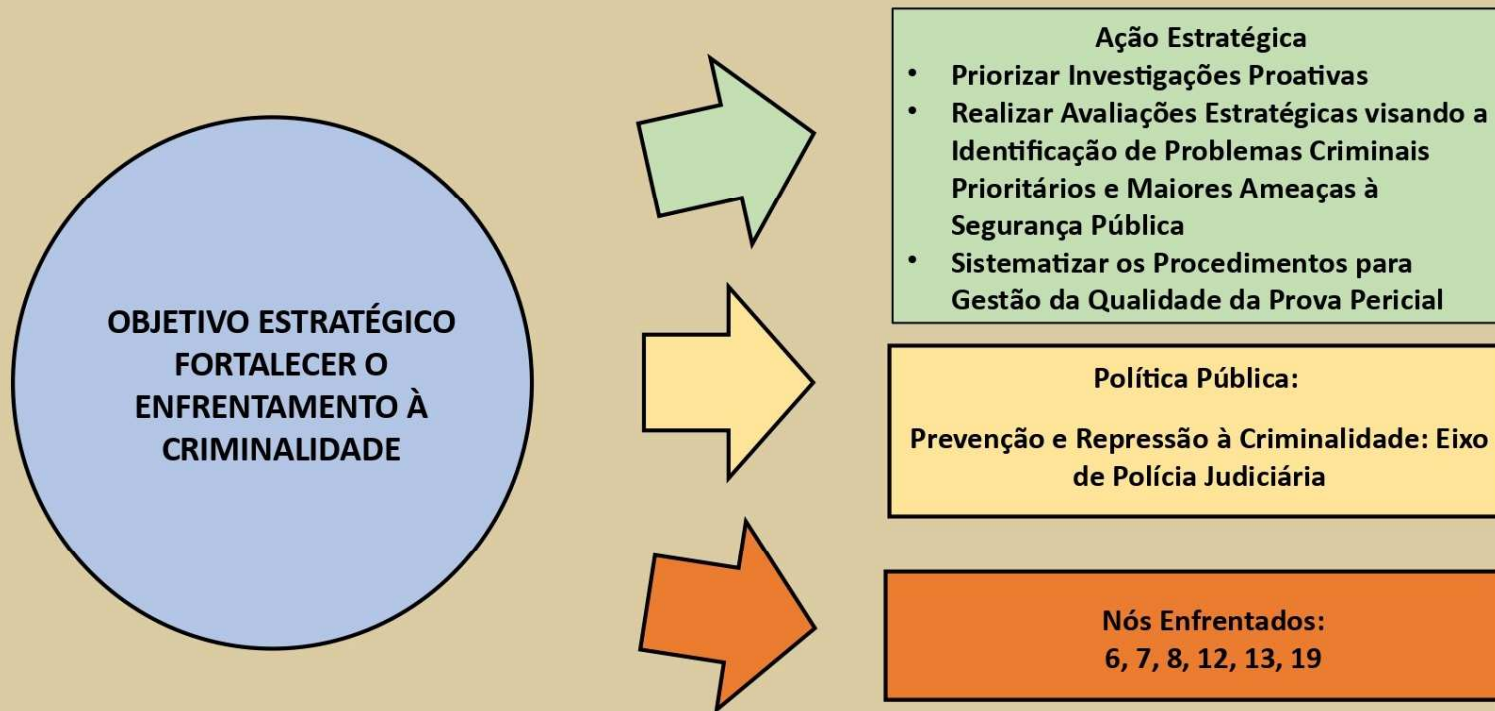 OBJETIVO ESTRATÉGICO
FORTALECER O
ENFRENTAMENTO À
CRIMINALIDADE
Ação Estratégica
• Priorizar Investigações Proativas
• Realizar Avaliações Estratégicas visando a
Identificação de Problemas Criminais
Prioritários e Maiores Ameaças à
Segurança Pública
• Sistematizar os Procedimentos para
Gestão da Qualidade da Prova Pericial
Política Pública:
Prevenção e Repressão à Criminalidade: Eixo
de Polícia Judiciária
Nós Enfrentados:
6, 7, 8, 12, 13, 19